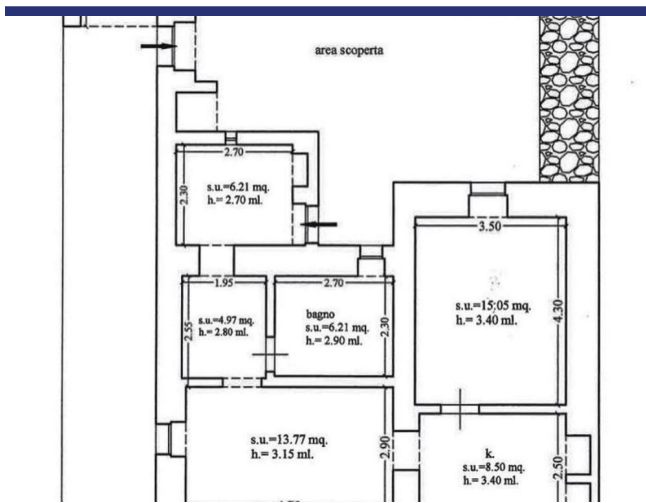 area scoperta
2.70
2.30
s.u.=6.21 mq.
h.= 2.70 ml.
3.50
1.95
2.70
s.u.=15,05 mq.
h.= 3.40 ml.
4.30
2.55
s.u.=4.97 mq.
h.= 2.80 ml.
bagno
s.u.=6.21 mq.
h.= 2.90 ml.
2.30
s.u.=13.77 mq.
h.= 3.15 ml.
2.90
k.
s.u.=8.50 mq.
h.= 3.40 ml.
2.50